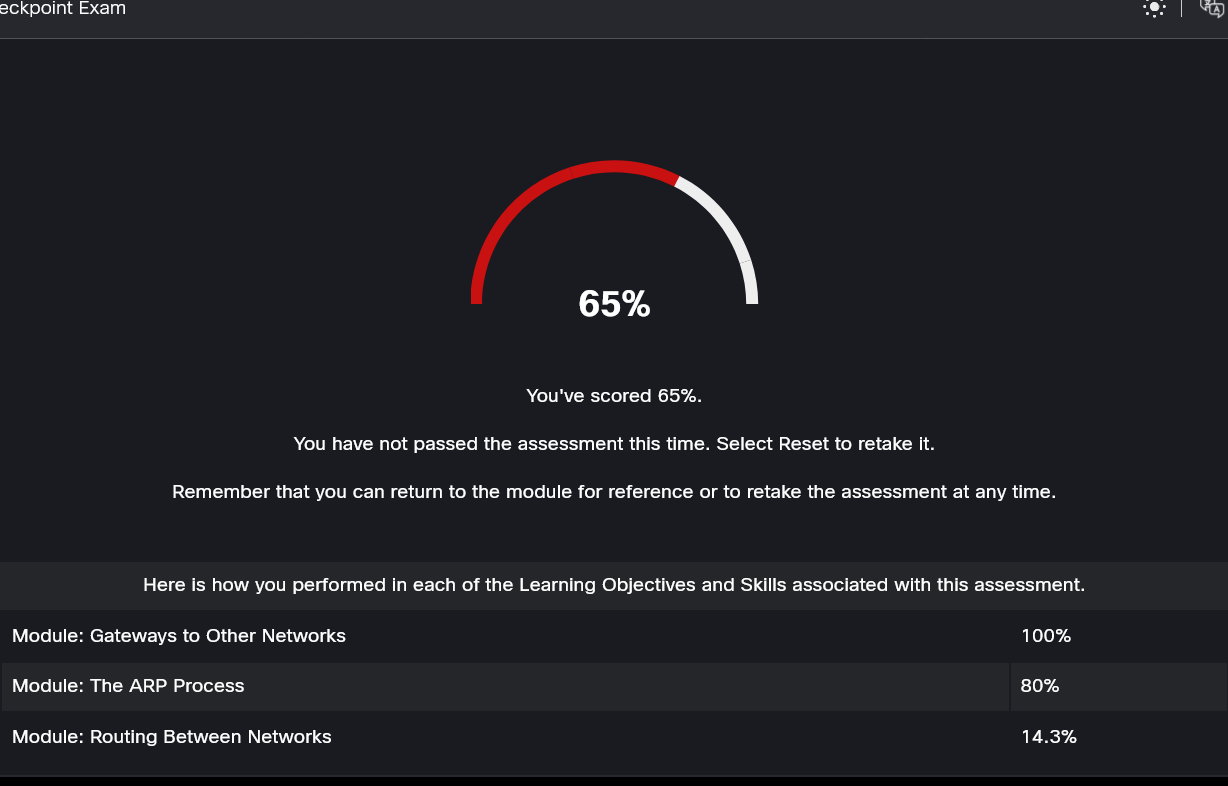 eckpoint Exam
65%
You've scored 65%.
You have not passed the assessment this time. Select Reset to retake it.
Remember that you can return to the module for reference or to retake the assessment at any time.
Here is how you performed in each of the Learning Objectives and Skills associated with this assessment.
Module: Gateways to Other Networks 100%
Module: The ARP Process 80%
Module: Routing Between Networks 14.3%